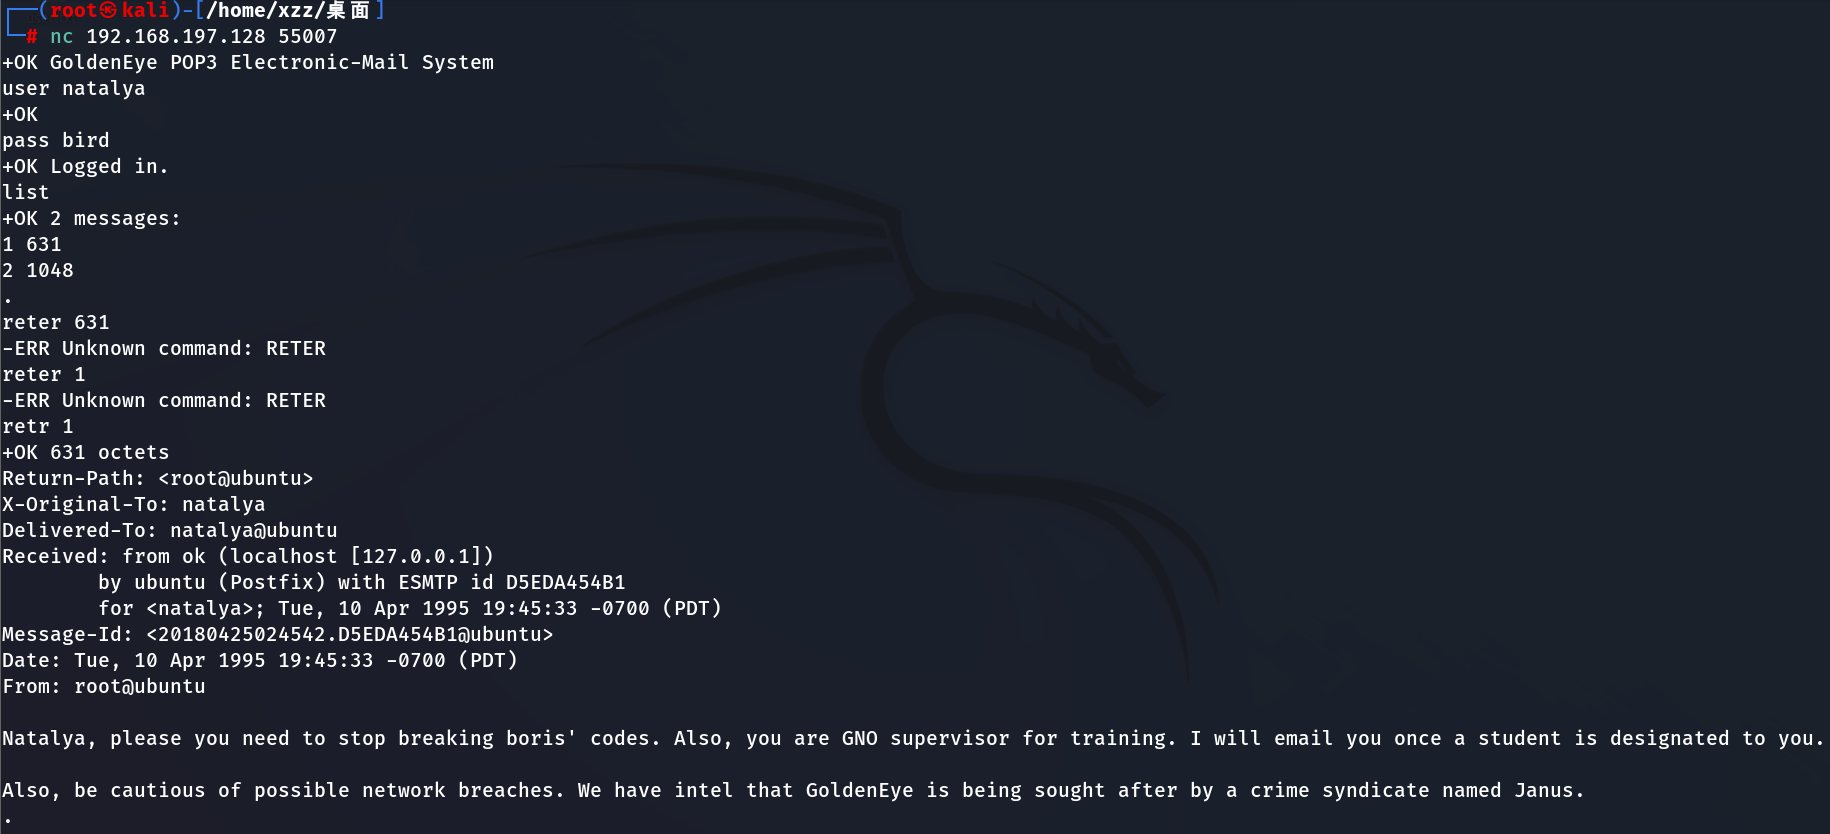 ┌──(root㉿kali)-[/home/xzz/桌面]
└─# nc 192.168.197.128 55007
+OK GoldenEye POP3 Electronic-Mail System
user natalya
+OK
pass bird
+OK Logged in.
list
+OK 2 messages:
1 631
2 1048
.
reter 631
-ERR Unknown command: RETER
reter 1
-ERR Unknown command: RETER
retr 1
+OK 631 octets
Return-Path: <root@ubuntu>
X-Original-To: natalya
Delivered-To: natalya@ubuntu
Received: from ok (localhost [127.0.0.1])
        by ubuntu (Postfix) with ESMTP id D5EDA454B1
        for <natalya>; Tue, 10 Apr 1995 19:45:33 -0700 (PDT)
Message-Id: <20180425024542.D5EDA454B1@ubuntu>
Date: Tue, 10 Apr 1995 19:45:33 -0700 (PDT)
From: root@ubuntu

Natalya, please you need to stop breaking boris' codes. Also, you are GNO supervisor for training. I will email you once a student is designated to you.

Also, be cautious of possible network breaches. We have intel that GoldenEye is being sought after by a crime syndicate named Janus.
.